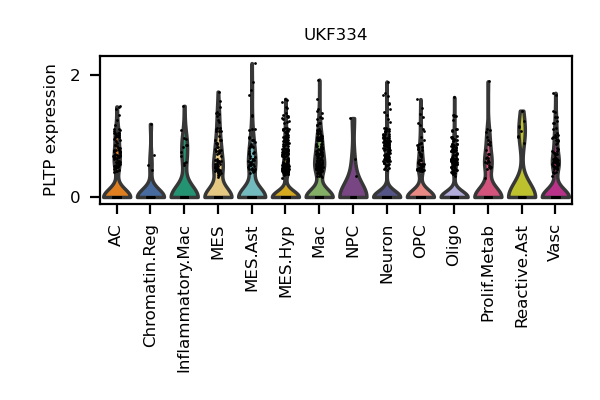 UKF334
PLTP expression
2
0
AC
Chromatin.Reg
Inflammatory.Mac
MES
MES.Ast
MES.Hyp
Mac
NPC
Neuron
OPC
Oligo
Prolif.Metab
Reactive.Ast
Vasc